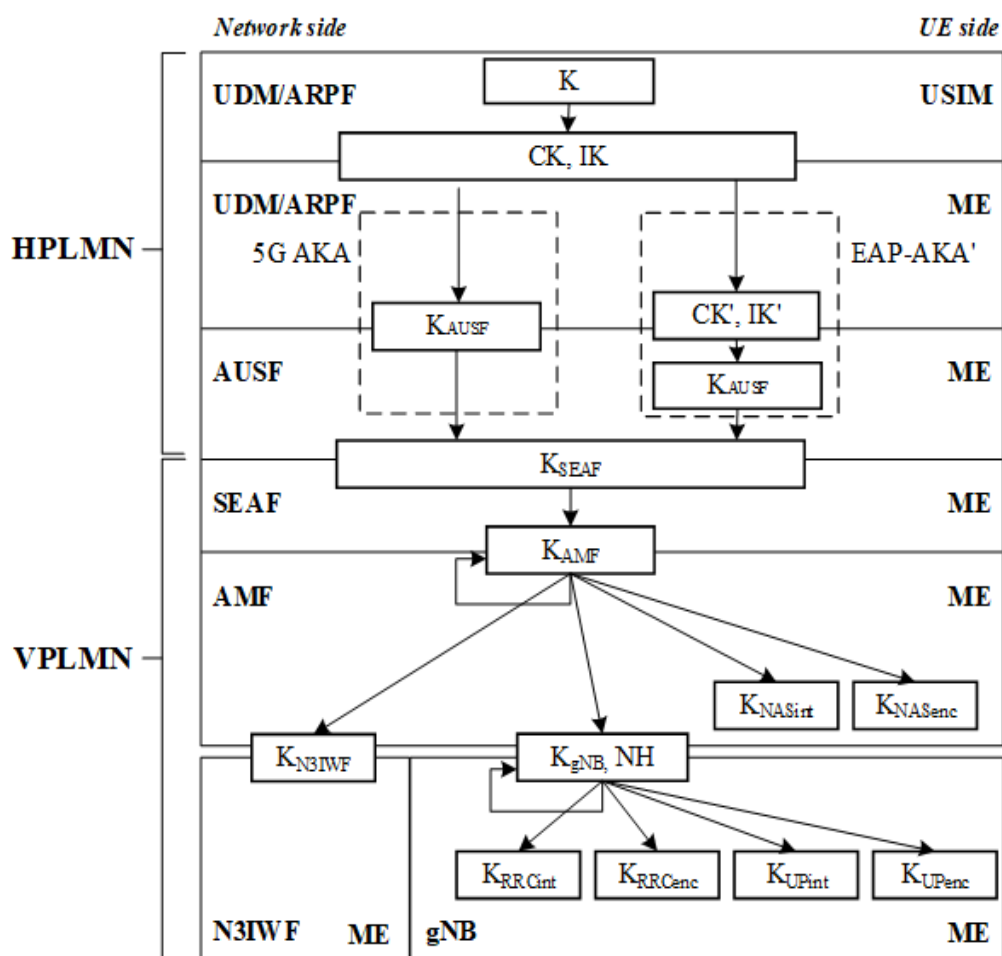 Network side UE side
UDM/ARPF K USIM
CK, IK
UDM/ARPF ME
HPLMN 5G AKA EAP-AKA'
KAUSF CK', IK'
AUSF KAUSF ME
KSEAF
SEAF ME
KAMF
AMF ME
VPLMN
KNASint KNASenc
KN3IWF KgNB, NH
KRRCint KRRCenc KUPint KUPenc
N3IWF ME gNB ME